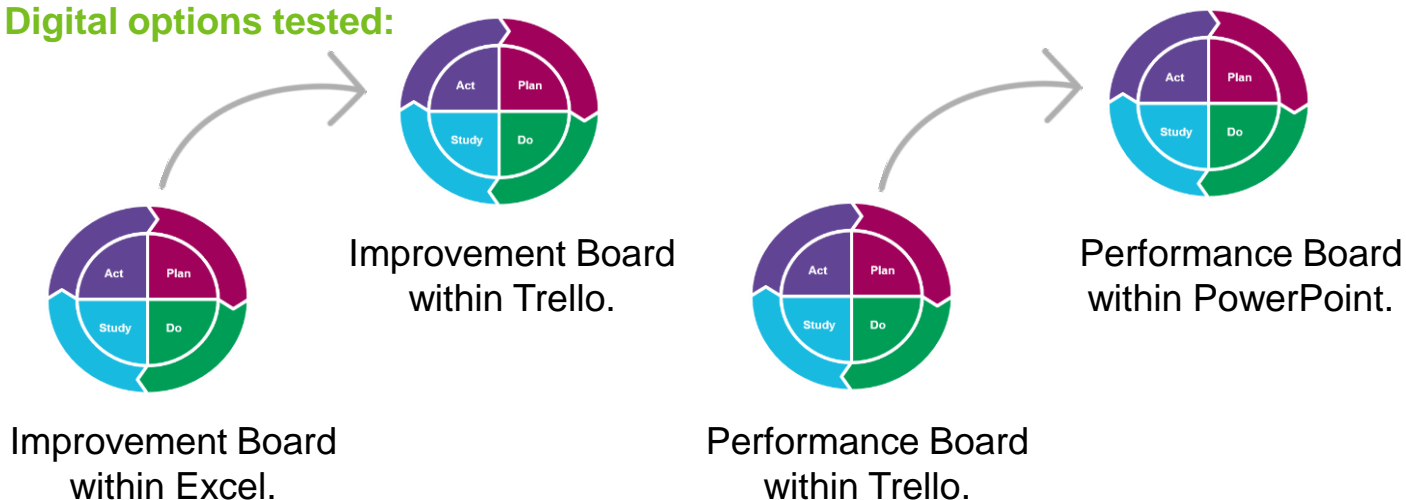 Digital options tested:
Act
Plan
Study
Do
Improvement Board
within Trello.
Act
Plan
Study
Do
Improvement Board
within Excel.
Act
Plan
Study
Do
Performance Board
within PowerPoint.
Act
Plan
Study
Do
Performance Board
within Trello.